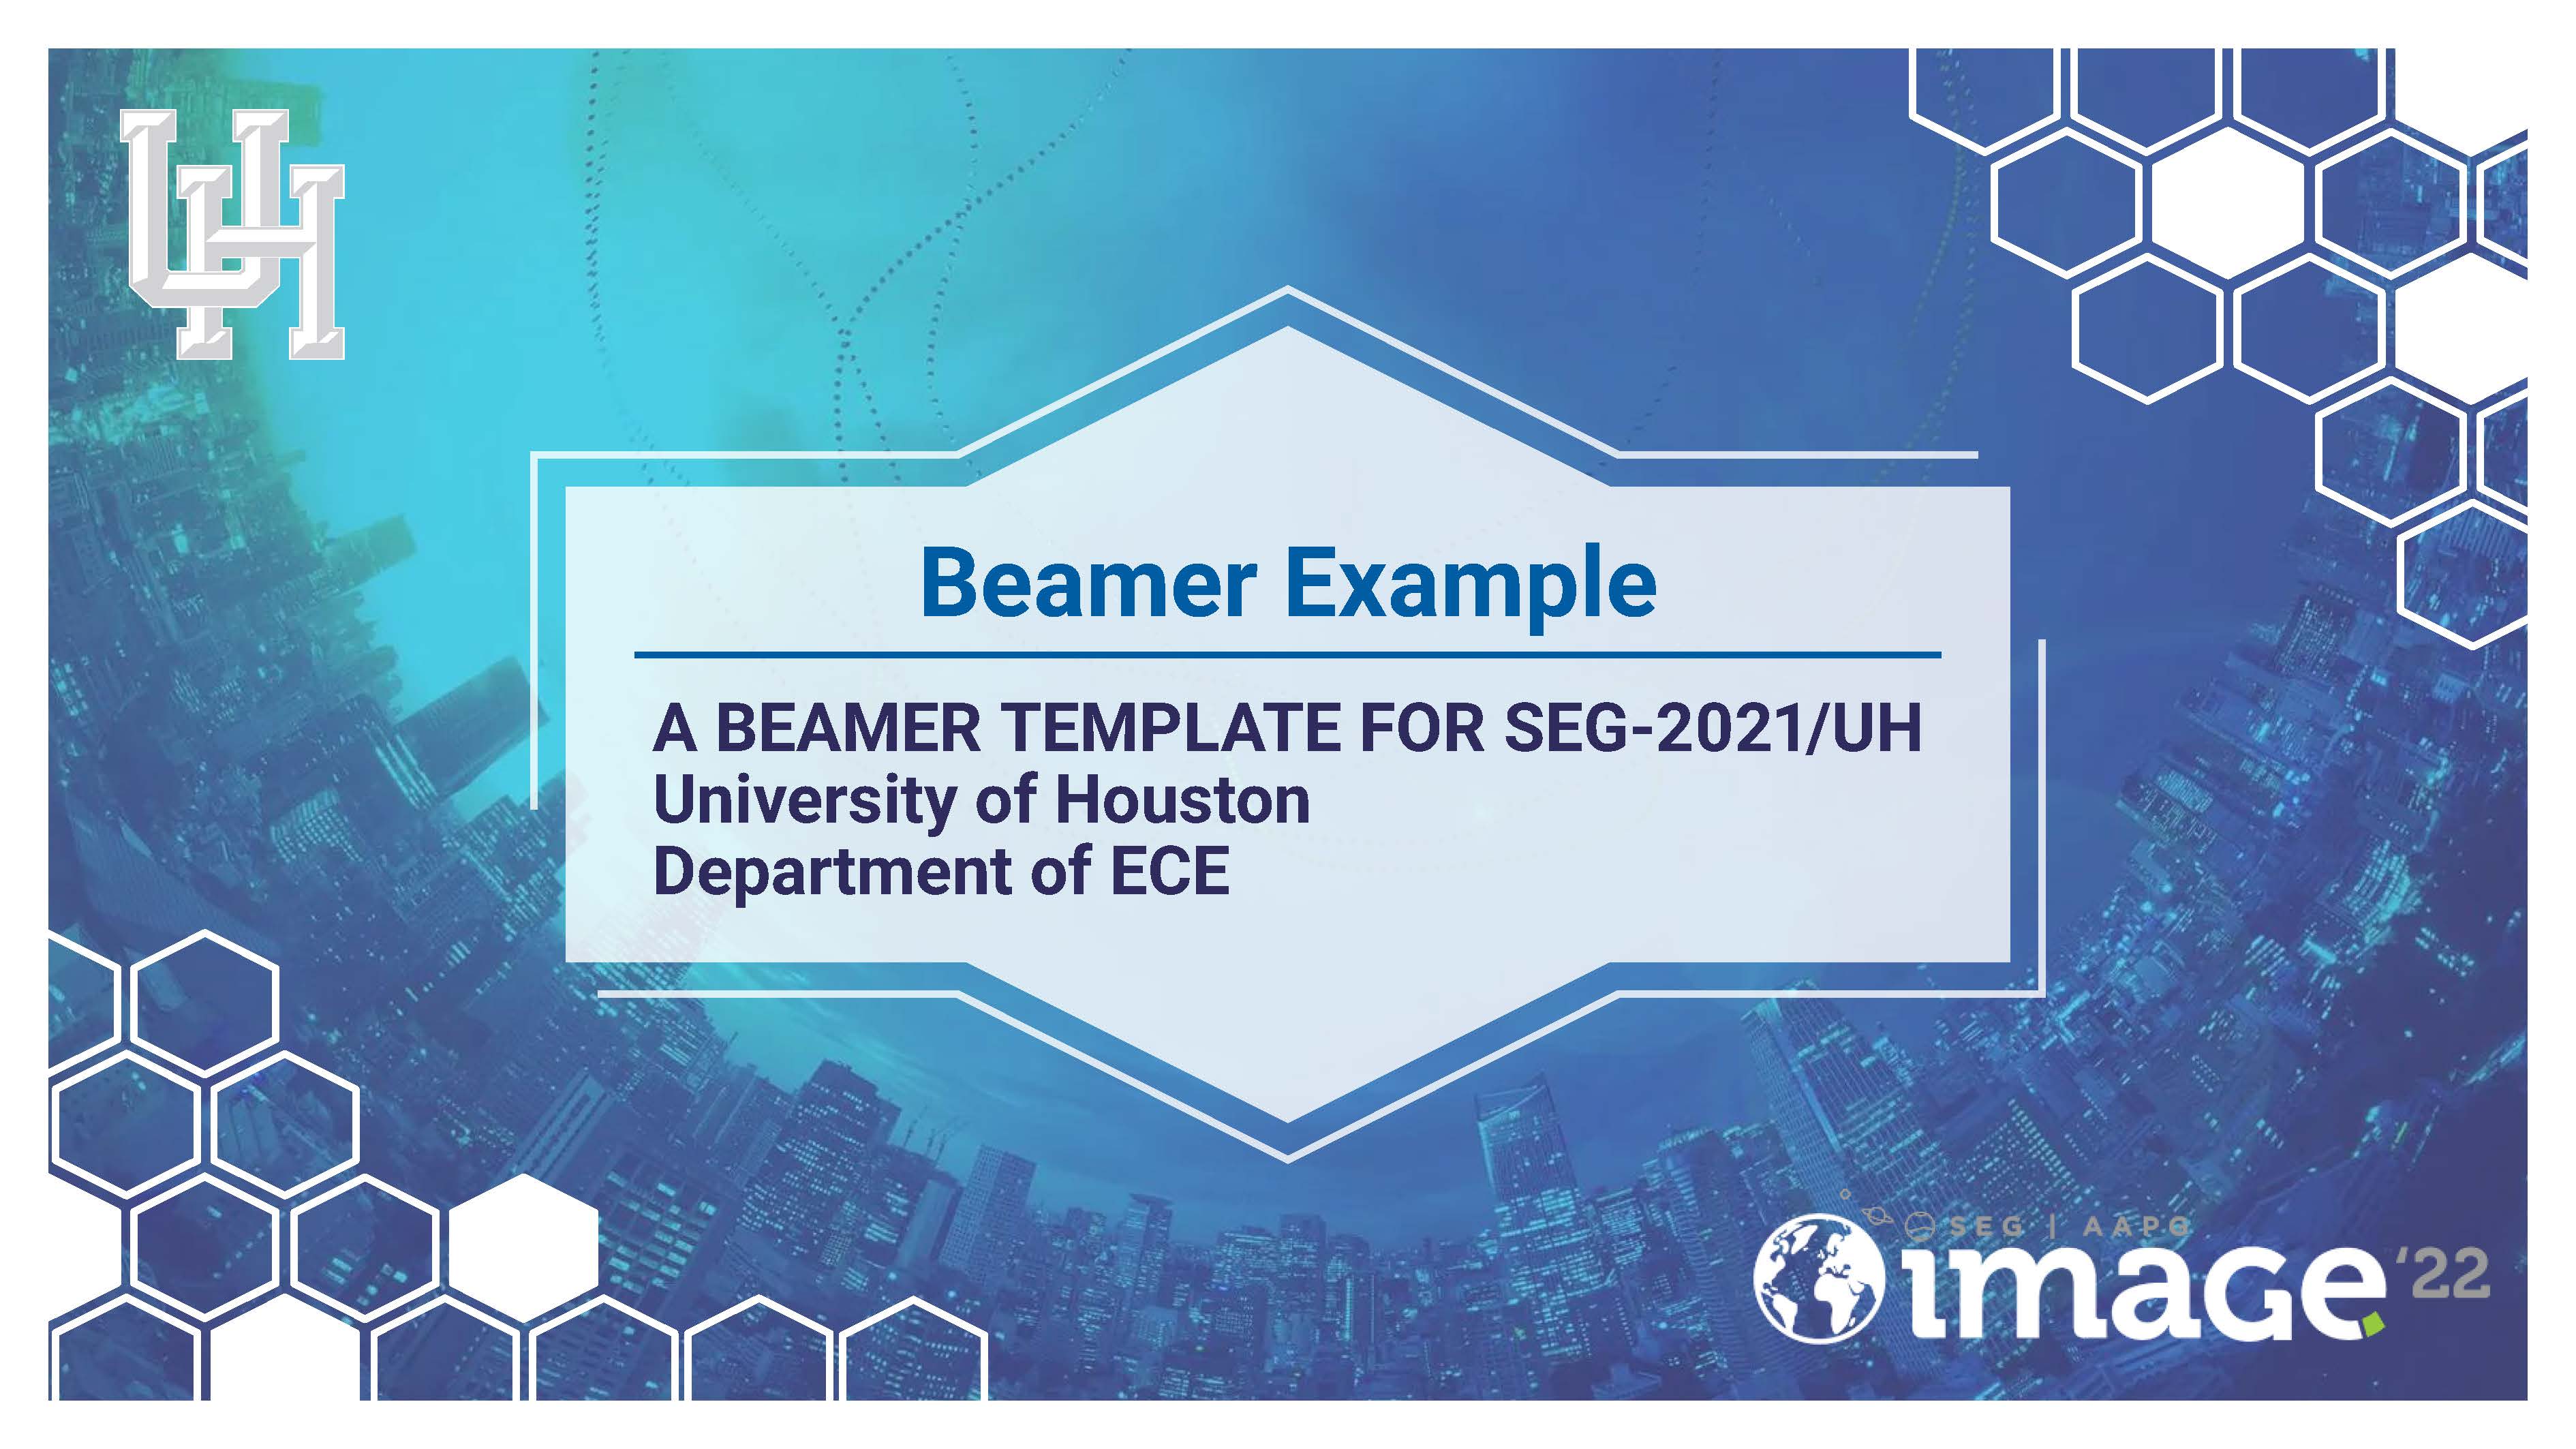 UH
Beamer Example
A BEAMER TEMPLATE FOR SEG-2021/UH
University of Houston
Department of ECE
SEG | AAPG
image '22